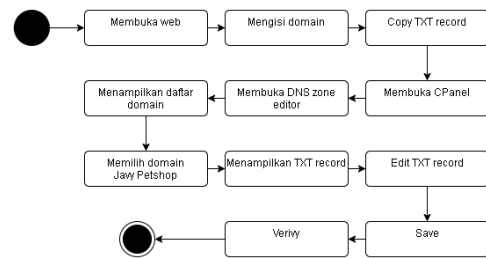 Membuka web
Mengisi domain
Copy TXT record
Membuka CPanel
Membuka DNS zone
editor
Menampilkan daftar
domain
Memilih domain
Javy Petshop
Menampilkan TXT record
Edit TXT record
Save
Verivy